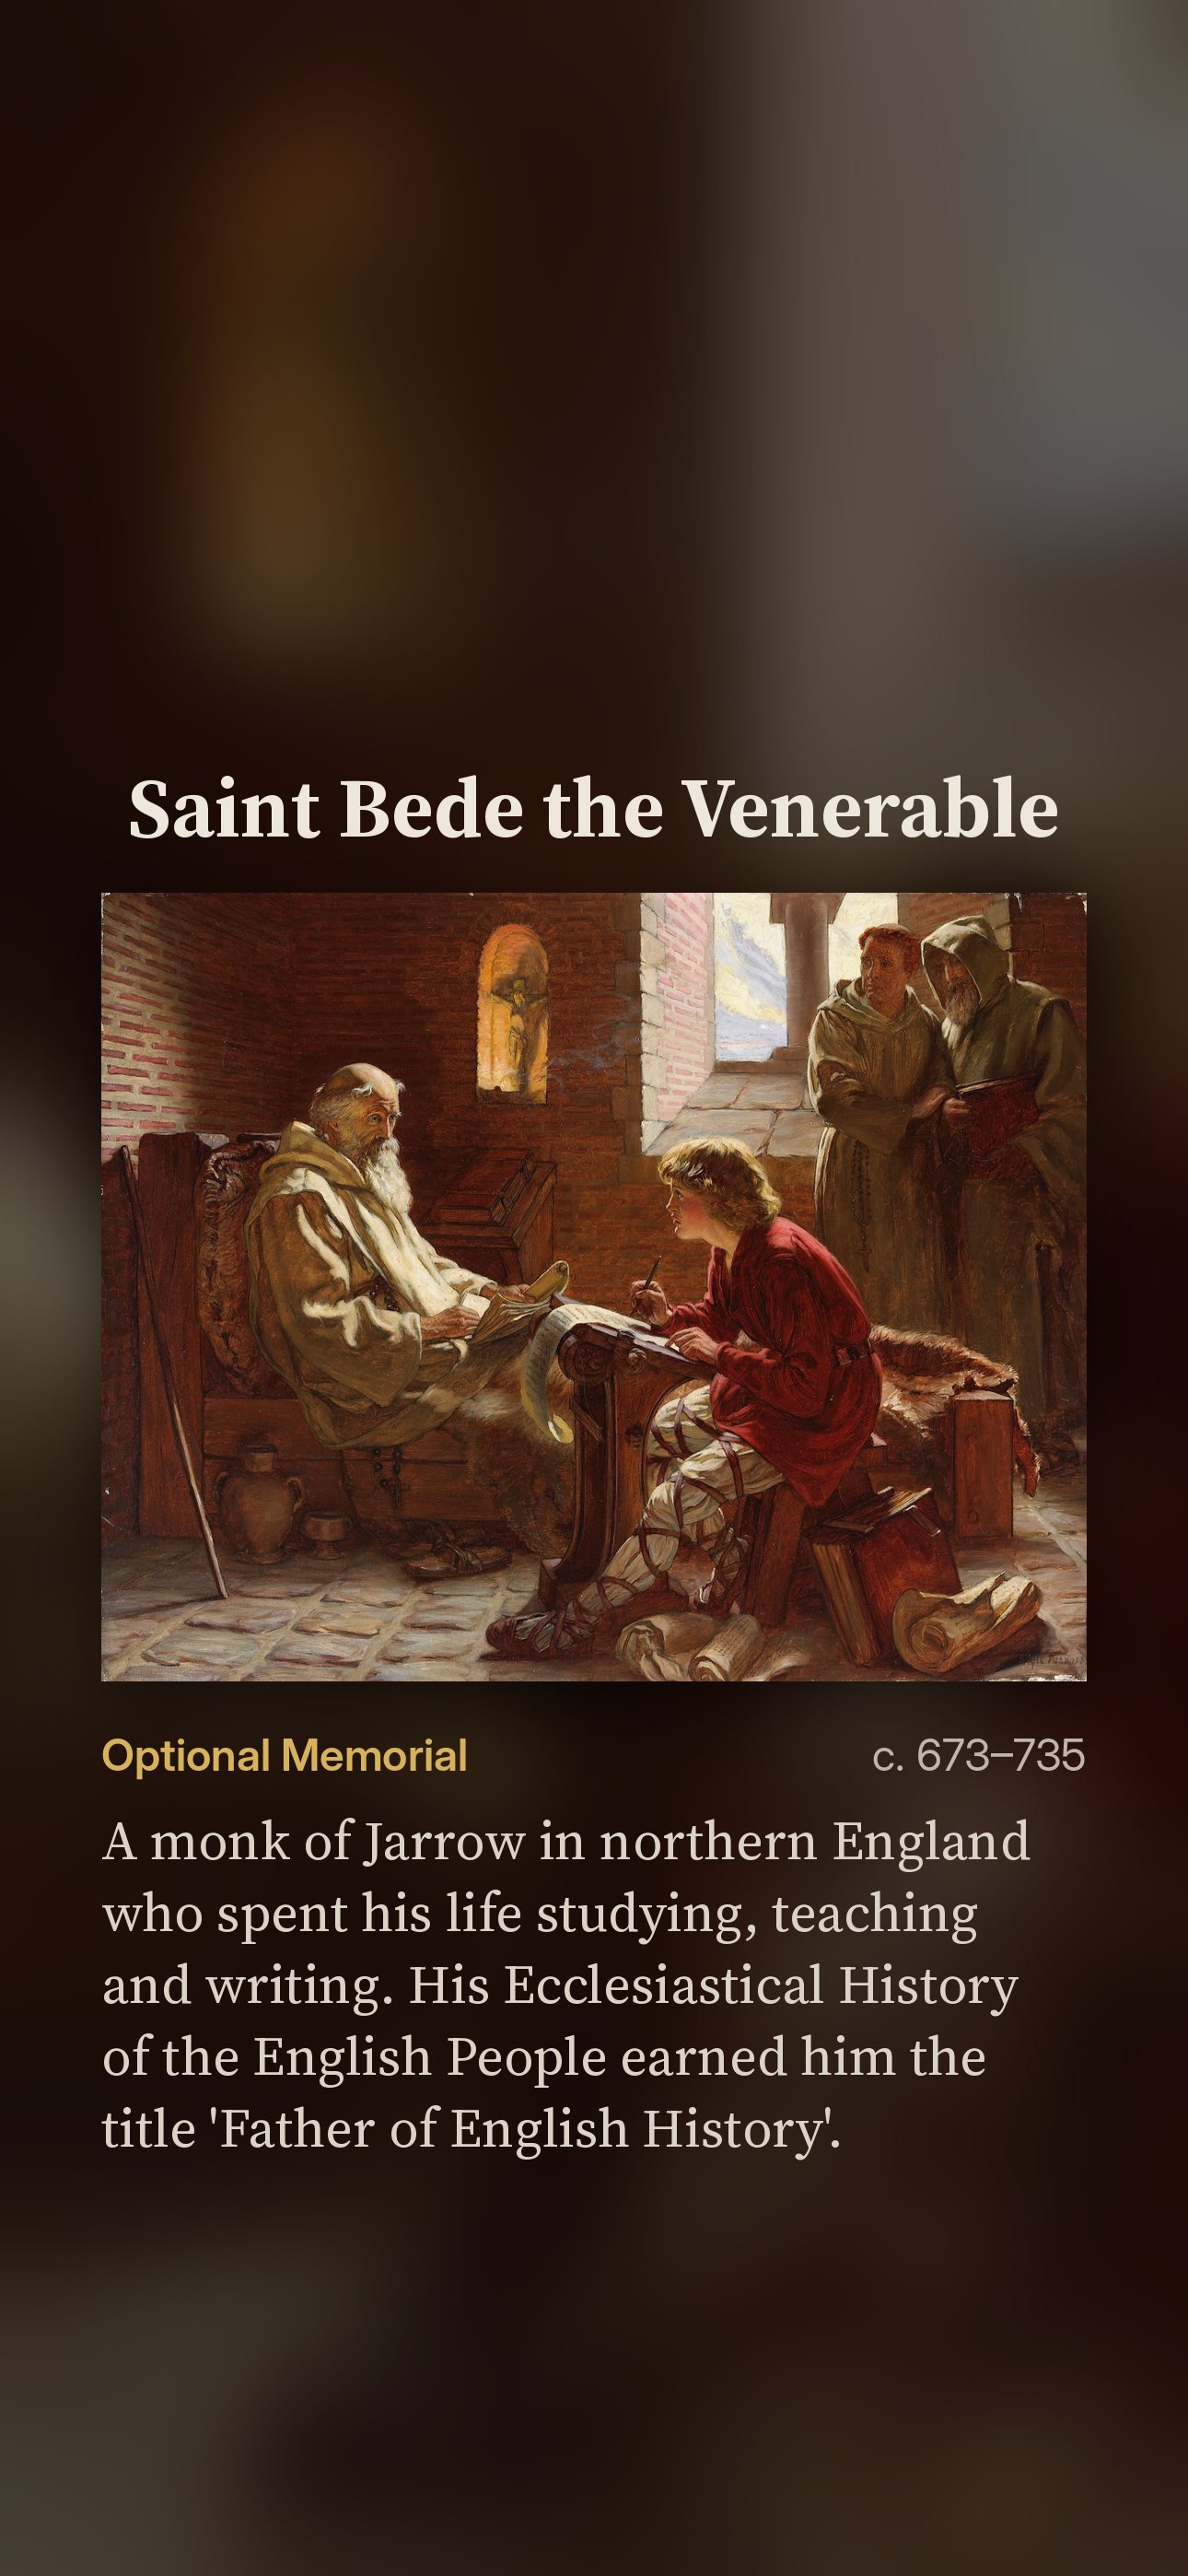 Saint Bede the Venerable
Optional Memorial
c. 673–735
A monk of Jarrow in northern England
who spent his life studying, teaching
and writing. His Ecclesiastical History
of the English People earned him the
title 'Father of English History'.